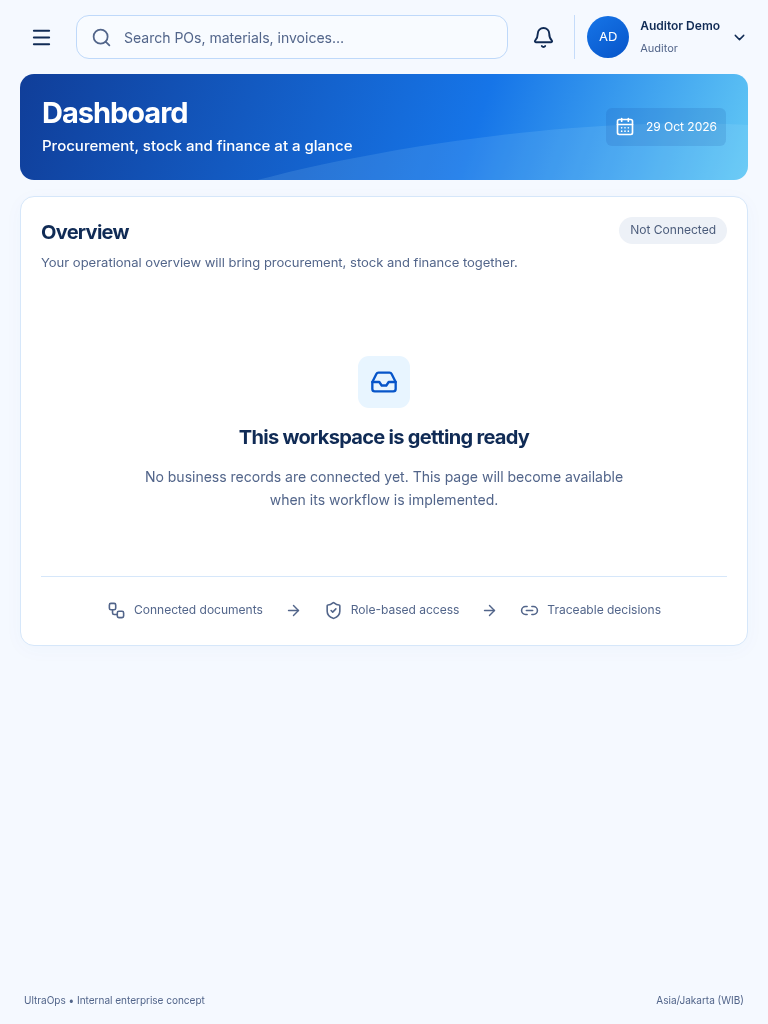 Search POs, materials, invoices...
AD
Auditor Demo
Auditor
Dashboard
Procurement, stock and finance at a glance
29 Oct 2026
Overview
Not Connected
Your operational overview will bring procurement, stock and finance together.
This workspace is getting ready
No business records are connected yet. This page will become available
when its workflow is implemented.
Connected documents
Role-based access
Traceable decisions
UltraOps • Internal enterprise concept
Asia/Jakarta (WIB)